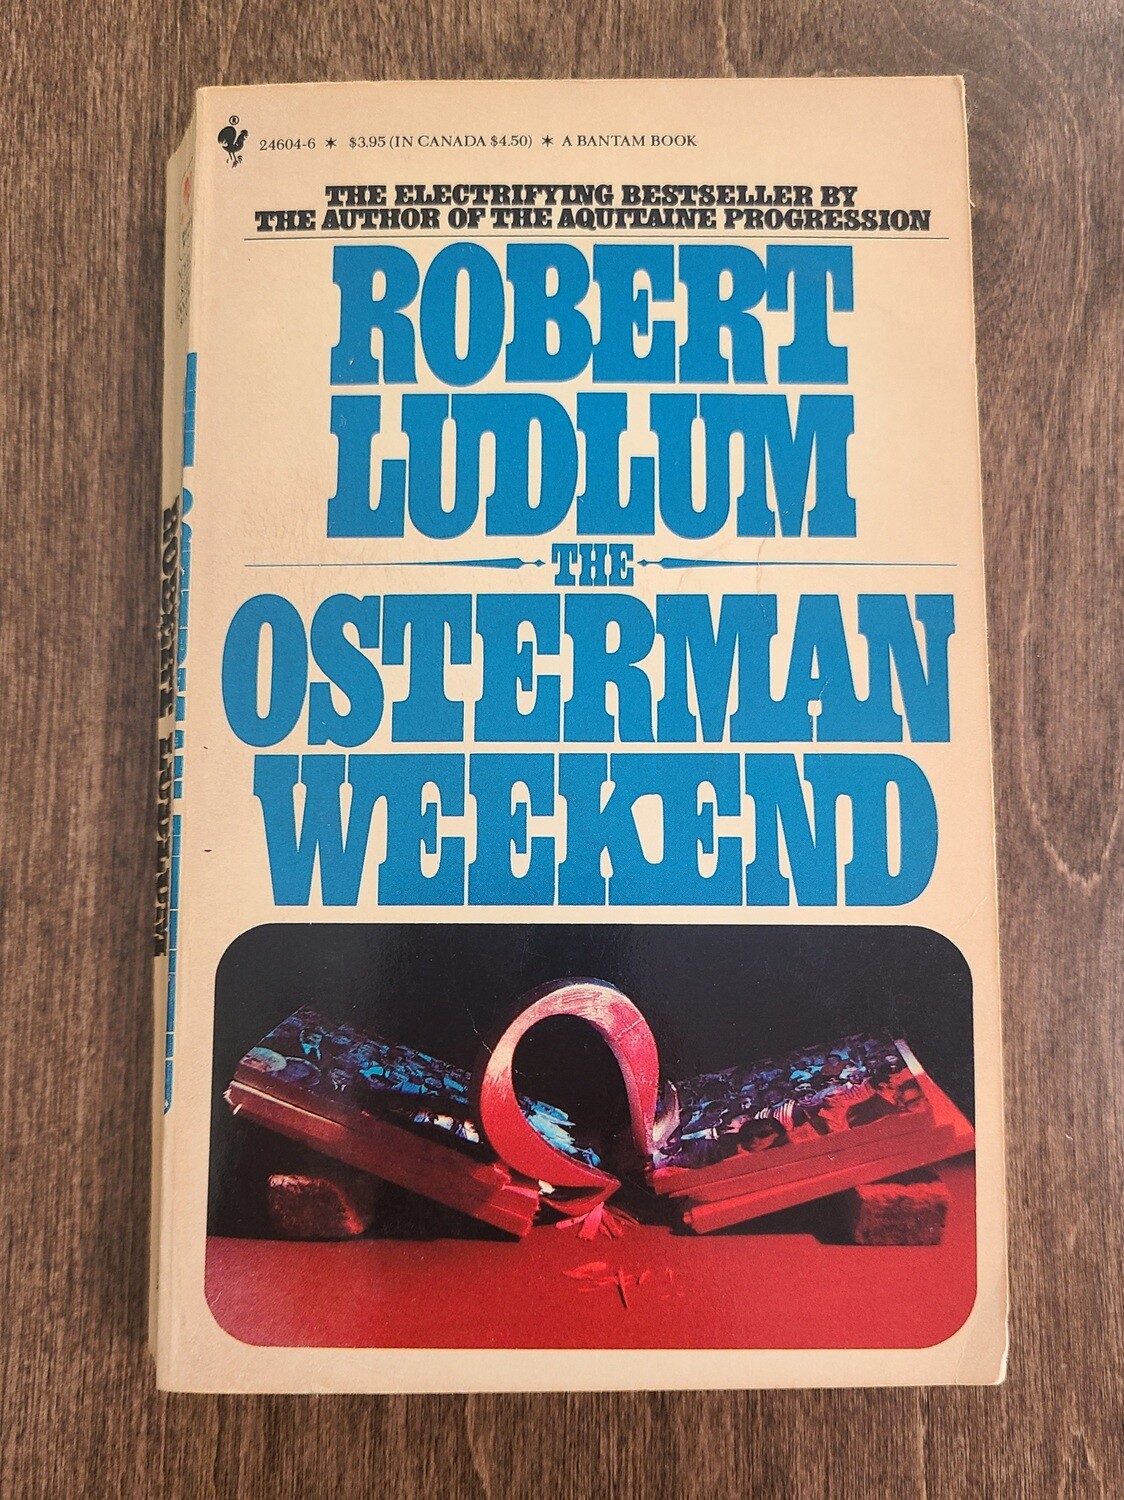 24604-6 * $3.95 (IN CANADA $4.50) * A BANTAM BOOK
THE ELECTRIFYING BESTSELLER BY
THE AUTHOR OF THE AQUITAINE PROGRESSION
ROBERT
LUDLUM
THE
OSTERMAN
WEEKEND
ROBERT LUDLUM